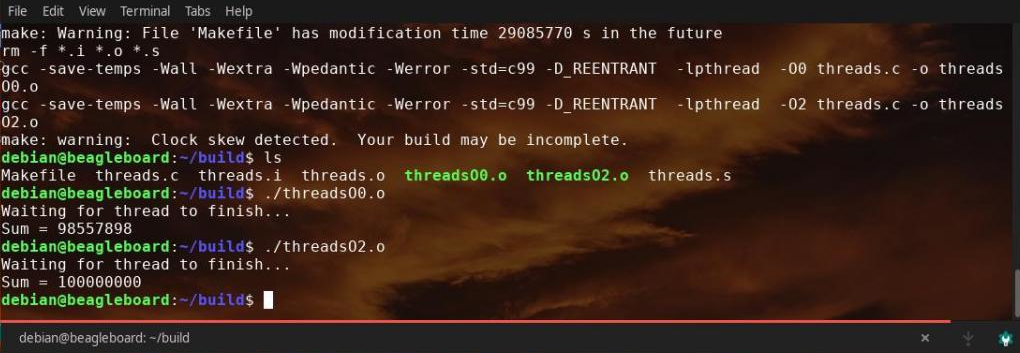 File Edit View Terminal Tabs Help
make: Warning: File 'Makefile' has modification time 29085770 s in the future
rm -f *.i *.o *.s
gcc -save-temps -Wall -Wextra -Wpedantic -Werror -std=c99 -D_REENTRANT  -lpthread  -O0 threads.c -o threads
O0.o
gcc -save-temps -Wall -Wextra -Wpedantic -Werror -std=c99 -D_REENTRANT  -lpthread  -O2 threads.c -o threads
O2.o
make: warning:  Clock skew detected.  Your build may be incomplete.
debian@beagleboard:~/build$ ls
Makefile  threads.c  threads.i  threads.o  threadsO0.o  threadsO2.o  threads.s
debian@beagleboard:~/build$ ./threadsO0.o
Waiting for thread to finish...
Sum = 98557898
debian@beagleboard:~/build$ ./threadsO2.o
Waiting for thread to finish...
Sum = 100000000
debian@beagleboard:~/build$
debian@beagleboard: ~/build